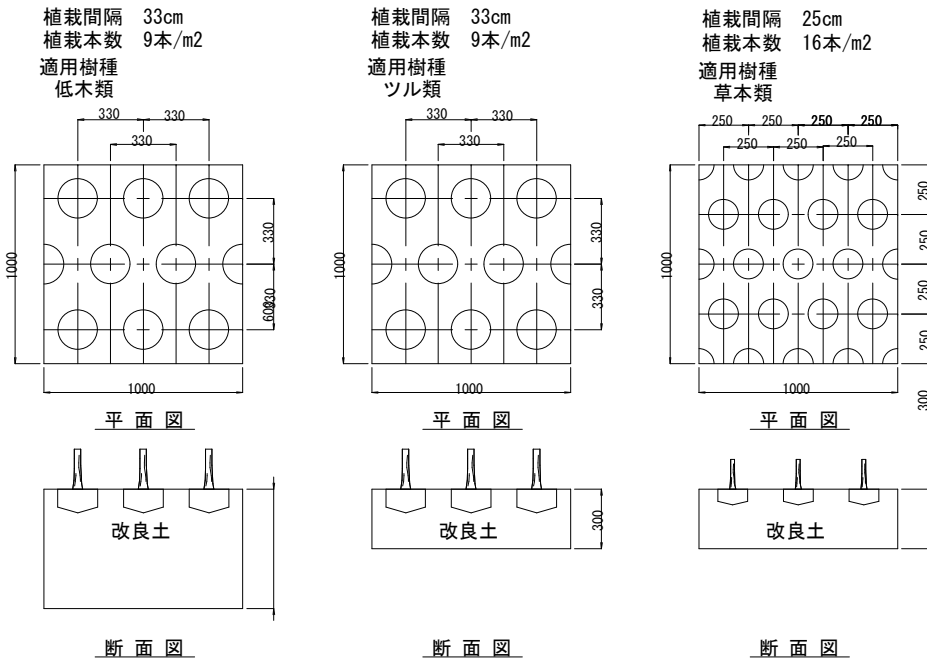 植栽間隔 33cm
植栽本数 9本/m2
適用樹種
低木類
330 330
330
1000
330
330
600
1000
平面図
改良土
断面図
植栽間隔 33cm
植栽本数 9本/m2
適用樹種
ツル類
330 330
330
1000
330
330
1000
平面図
改良土
300
断面図
植栽間隔 25cm
植栽本数 16本/m2
適用樹種
草本類
250 250 250 250
250 250 250
1000
250
250
250
250
1000
300
平面図
改良土
断面図